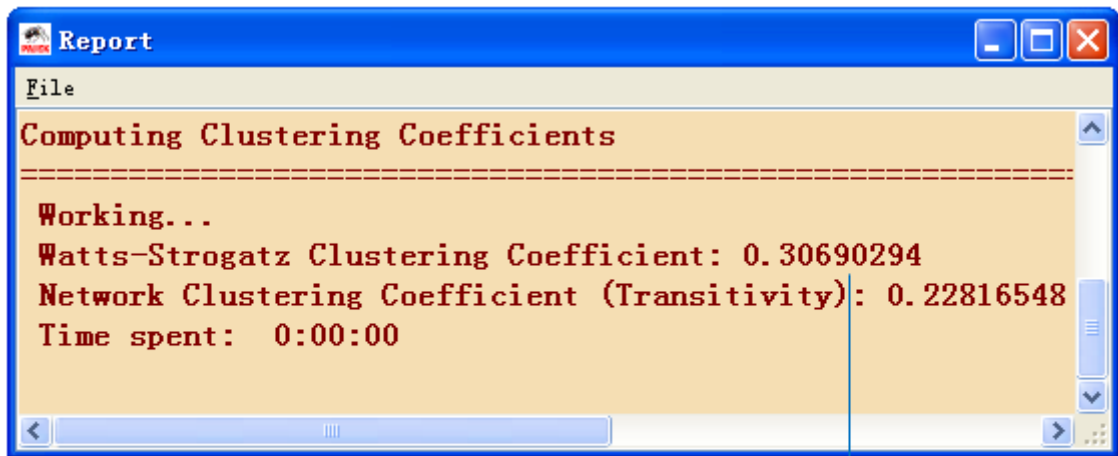 Report
File
Computing Clustering Coefficients
==========================================================
Working...
Watts-Strogatz Clustering Coefficient: 0.30690294
Network Clustering Coefficient (Transitivity): 0.22816548
Time spent:  0:00:00